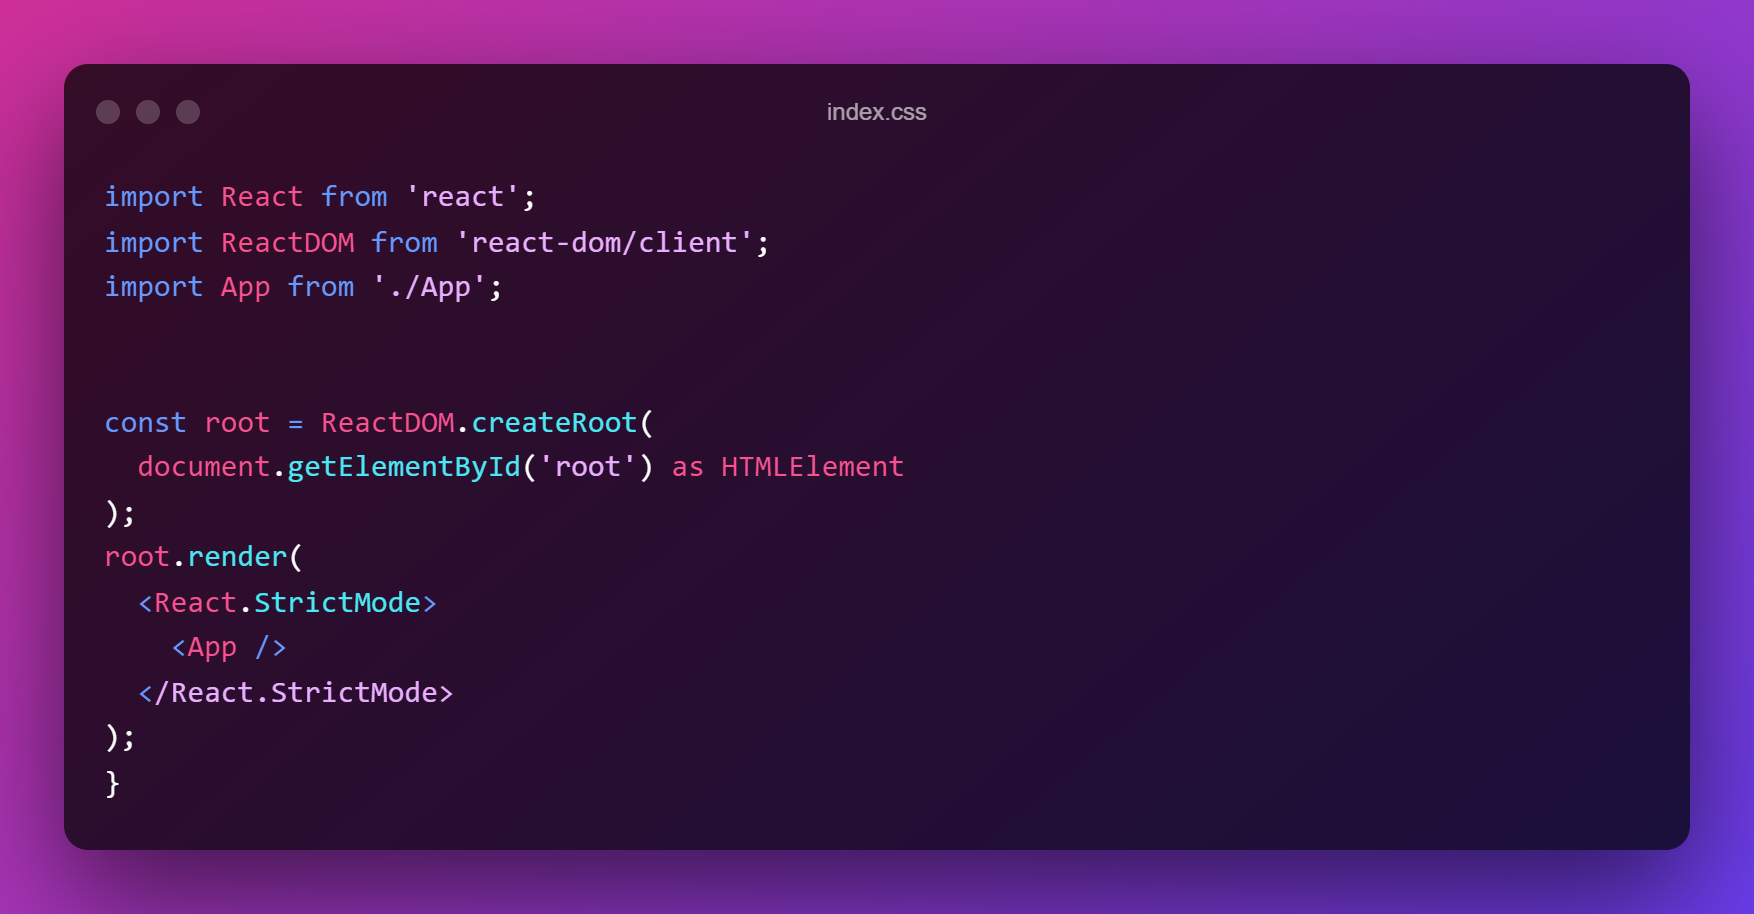 index.css
import React from 'react';
import ReactDOM from 'react-dom/client';
import App from './App';
const root = ReactDOM.createRoot(
  document.getElementById('root') as HTMLElement
);
root.render(
  <React.StrictMode>
    <App />
  </React.StrictMode>
);
}